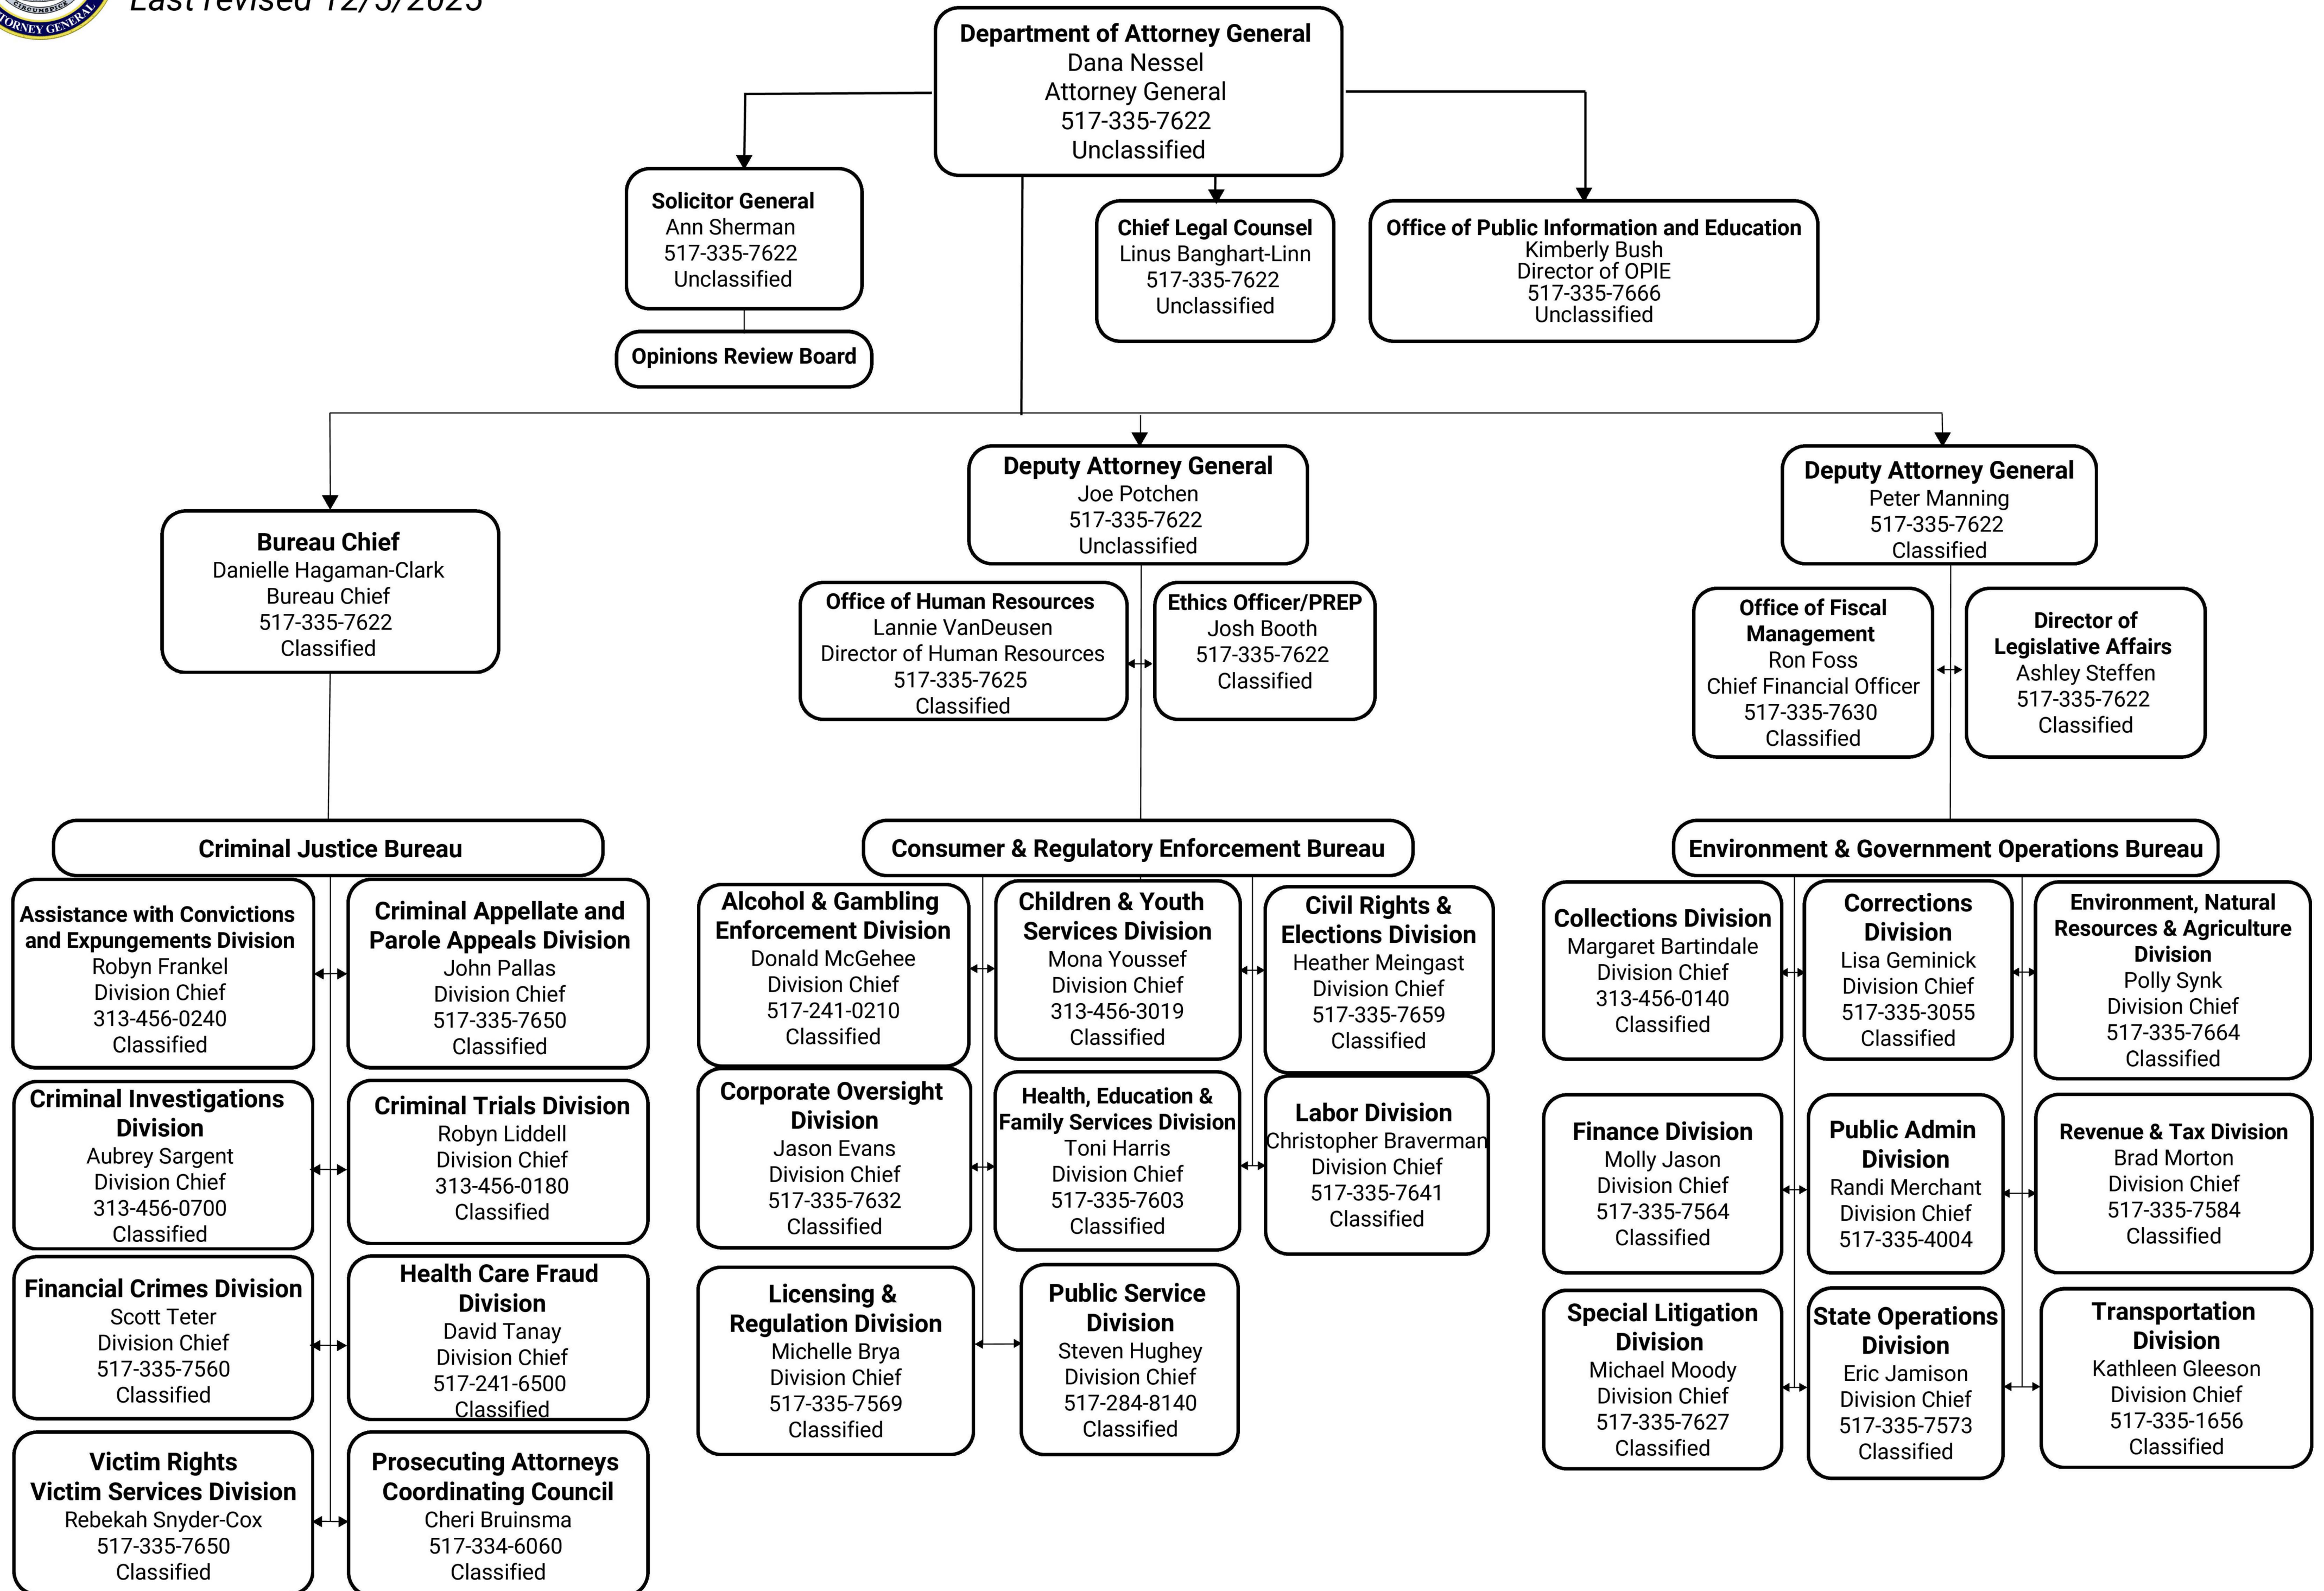 Last revised 12/5/2025
CIRCUMSPICE
TORNEY GENERAL
Department of Attorney General
Dana Nessel
Attorney General
517-335-7622
Unclassified
Solicitor General
Ann Sherman
517-335-7622
Unclassified
Opinions Review Board
Chief Legal Counsel
Linus Banghart-Linn
517-335-7622
Unclassified
Office of Public Information and Education
Kimberly Bush
Director of OPIE
517-335-7666
Unclassified
Bureau Chief
Danielle Hagaman-Clark
Bureau Chief
517-335-7622
Classified
Deputy Attorney General
Joe Potchen
517-335-7622
Unclassified
Deputy Attorney General
Peter Manning
517-335-7622
Classified
Office of Human Resources
Lannie VanDeusen
Director of Human Resources
517-335-7625
Classified
Ethics Officer/PREP
Josh Booth
517-335-7622
Classified
Office of Fiscal
Management
Ron Foss
Chief Financial Officer
517-335-7630
Classified
Director of
Legislative Affairs
Ashley Steffen
517-335-7622
Classified
Criminal Justice Bureau
Assistance with Convictions
and Expungements Division
Robyn Frankel
Division Chief
313-456-0240
Classified
Criminal Appellate and
Parole Appeals Division
John Pallas
Division Chief
517-335-7650
Classified
Criminal Investigations
Division
Aubrey Sargent
Division Chief
313-456-0700
Classified
Criminal Trials Division
Robyn Liddell
Division Chief
313-456-0180
Classified
Financial Crimes Division
Scott Teter
Division Chief
517-335-7560
Classified
Health Care Fraud
Division
David Tanay
Division Chief
517-241-6500
Classified
Victim Rights
Victim Services Division
Rebekah Snyder-Cox
517-335-7650
Classified
Prosecuting Attorneys
Coordinating Council
Cheri Bruinsma
517-334-6060
Classified
Consumer & Regulatory Enforcement Bureau
Alcohol & Gambling
Enforcement Division
Donald McGehee
Division Chief
517-241-0210
Classified
Children & Youth
Services Division
Mona Youssef
Division Chief
313-456-3019
Classified
Civil Rights &
Elections Division
Heather Meingast
Division Chief
517-335-7659
Classified
Corporate Oversight
Division
Jason Evans
Division Chief
517-335-7632
Classified
Health, Education &
Family Services Division
Toni Harris
Division Chief
517-335-7603
Classified
Labor Division
Christopher Braverman
Division Chief
517-335-7641
Classified
Licensing &
Regulation Division
Michelle Brya
Division Chief
517-335-7569
Classified
Public Service
Division
Steven Hughey
Division Chief
517-284-8140
Classified
Environment & Government Operations Bureau
Collections Division
Margaret Bartindale
Division Chief
313-456-0140
Classified
Corrections
Division
Lisa Geminick
Division Chief
517-335-3055
Classified
Environment, Natural
Resources & Agriculture
Division
Polly Synk
Division Chief
517-335-7664
Classified
Finance Division
Molly Jason
Division Chief
517-335-7564
Classified
Public Admin
Division
Randi Merchant
Division Chief
517-335-4004
Revenue & Tax Division
Brad Morton
Division Chief
517-335-7584
Classified
Special Litigation
Division
Michael Moody
Division Chief
517-335-7627
Classified
State Operations
Division
Eric Jamison
Division Chief
517-335-7573
Classified
Transportation
Division
Kathleen Gleeson
Division Chief
517-335-1656
Classified